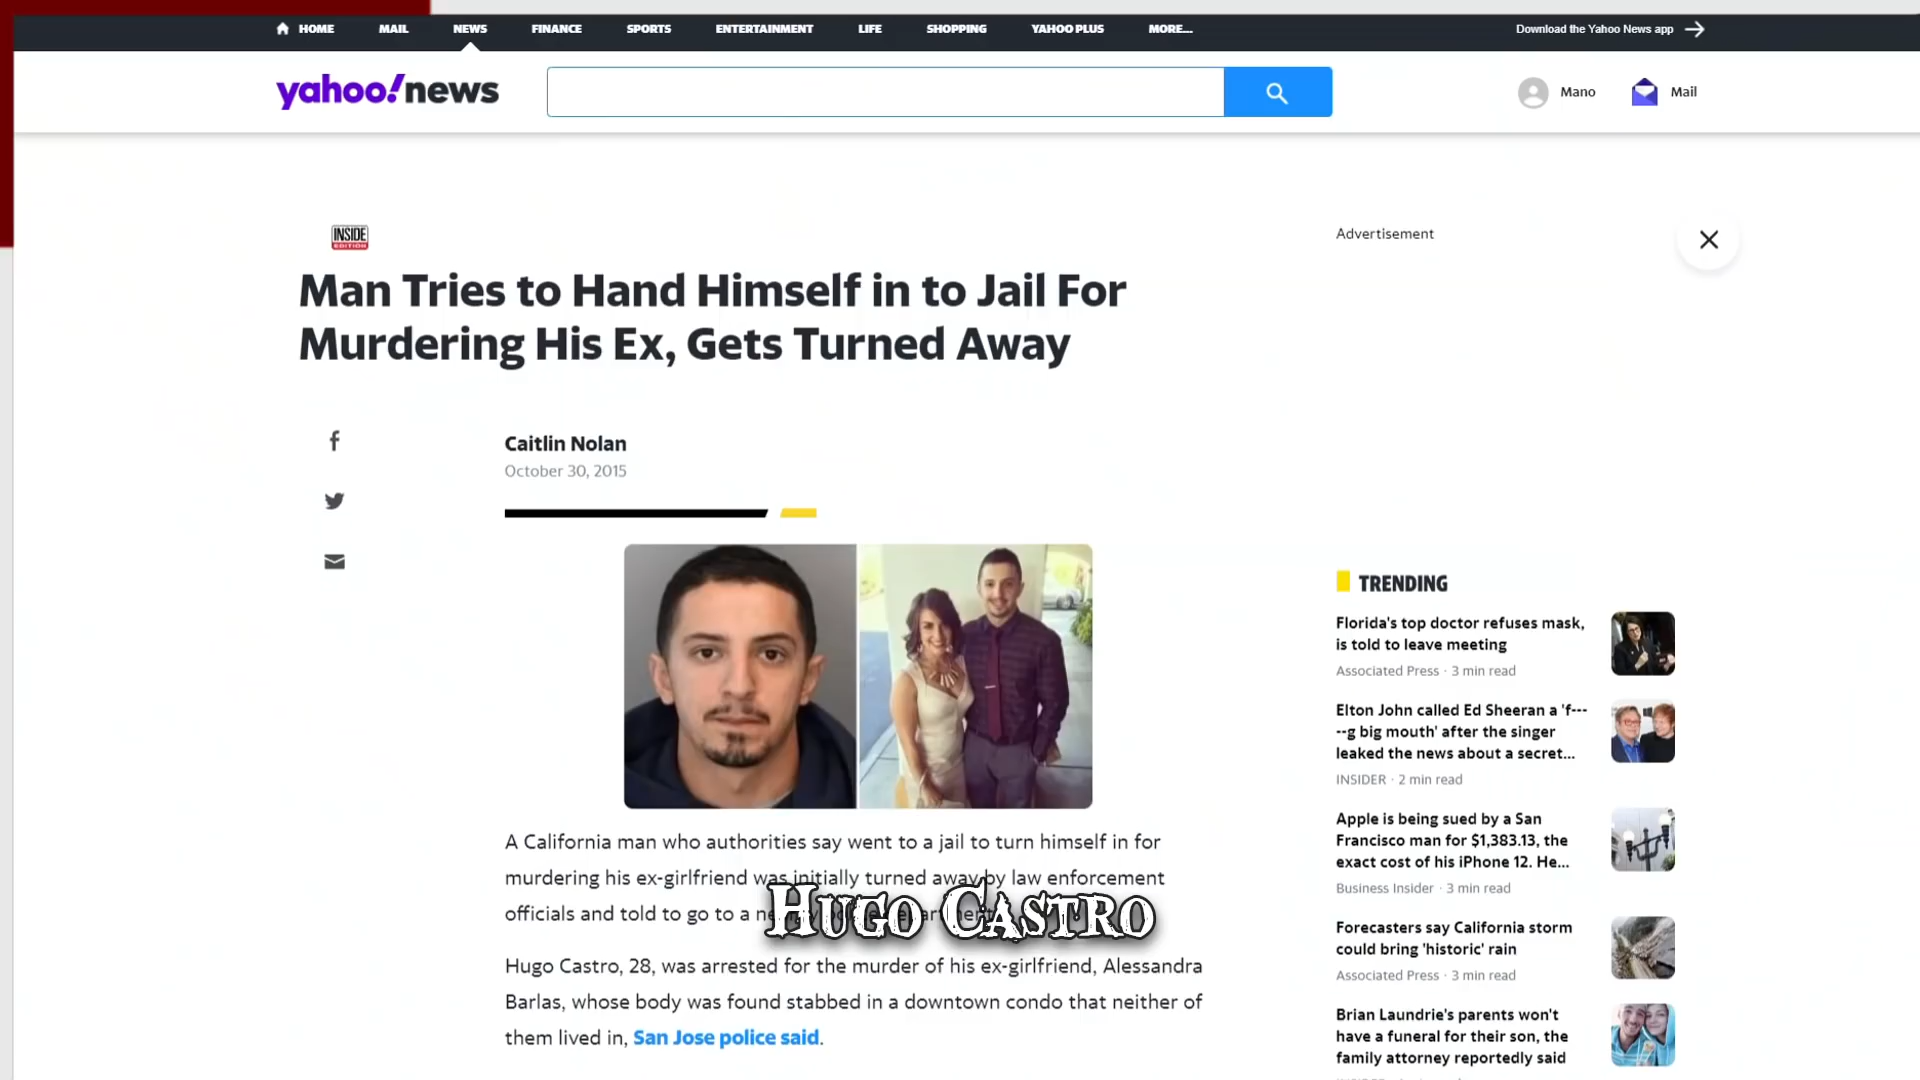 HOME MAIL NEWS FINANCE SPORTS ENTERTAINMENT LIFE SHOPPING YAHOO PLUS MORE... Download the Yahoo News app
yahoo!news Mano Mail
INSIDE
EDITION
Advertisement
Man Tries to Hand Himself in to Jail For
Murdering His Ex, Gets Turned Away
Caitlin Nolan
October 30, 2015
A California man who authorities say went to a jail to turn himself in for
murdering his ex-girlfriend was initially turned away by law enforcement
officials and told to go to a
HUGO CASTRO
Hugo Castro, 28, was arrested for the murder of his ex-girlfriend, Alessandra
Barlas, whose body was found stabbed in a downtown condo that neither of
them lived in, San Jose police said.
TRENDING
Florida's top doctor refuses mask,
is told to leave meeting
Associated Press · 3 min read
Elton John called Ed Sheeran a 'f---
--g big mouth' after the singer
leaked the news about a secret...
INSIDER · 2 min read
Apple is being sued by a San
Francisco man for $1,383.13, the
exact cost of his iPhone 12. He...
Business Insider · 3 min read
Forecasters say California storm
could bring 'historic' rain
Associated Press · 3 min read
Brian Laundrie's parents won't
have a funeral for their son, the
family attorney reportedly said